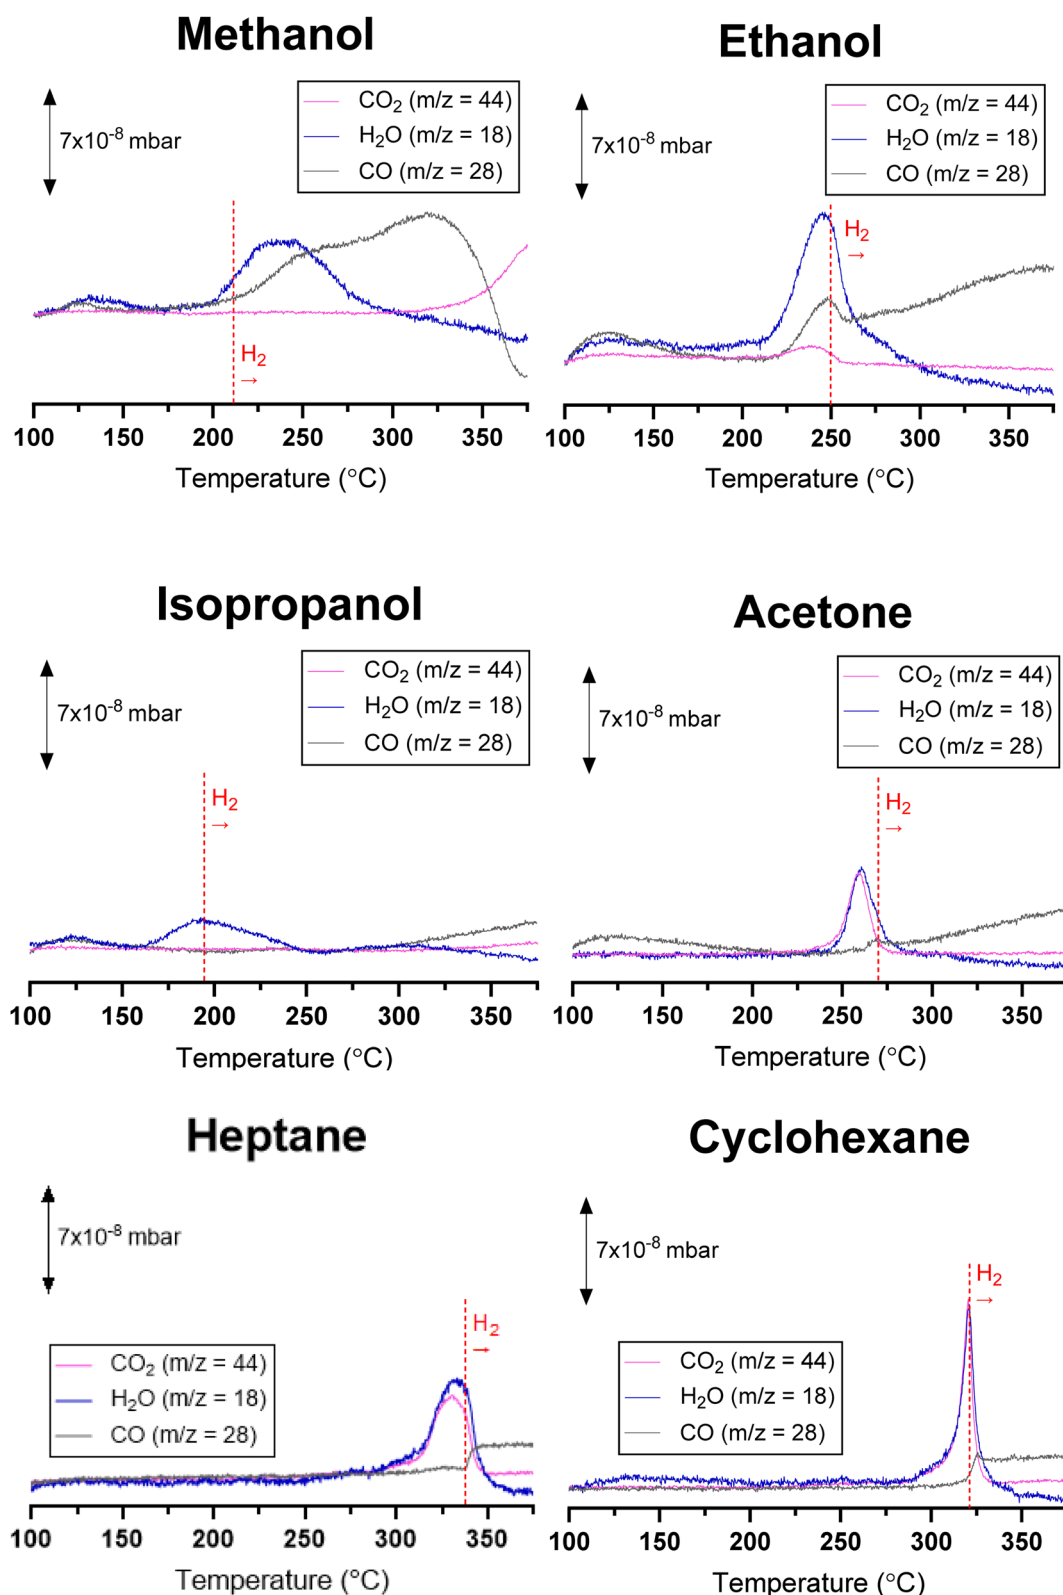 Methanol
7x10⁻⁸ mbar
CO₂ (m/z = 44)
H₂O (m/z = 18)
CO (m/z = 28)
H₂
→
100 150 200 250 300 350
Temperature (°C)
Ethanol
7x10⁻⁸ mbar
CO₂ (m/z = 44)
H₂O (m/z = 18)
CO (m/z = 28)
H₂
→
100 150 200 250 300 350
Temperature (°C)
Isopropanol
7x10⁻⁸ mbar
CO₂ (m/z = 44)
H₂O (m/z = 18)
CO (m/z = 28)
H₂
→
100 150 200 250 300 350
Temperature (°C)
Acetone
7x10⁻⁸ mbar
CO₂ (m/z = 44)
H₂O (m/z = 18)
CO (m/z = 28)
H₂
→
100 150 200 250 300 350
Temperature (°C)
Heptane
7x10⁻⁸ mbar
H₂
→
CO₂ (m/z = 44)
H₂O (m/z = 18)
CO (m/z = 28)
100 150 200 250 300 350
Temperature (°C)
Cyclohexane
7x10⁻⁸ mbar
H₂
→
CO₂ (m/z = 44)
H₂O (m/z = 18)
CO (m/z = 28)
100 150 200 250 300 350
Temperature (°C)